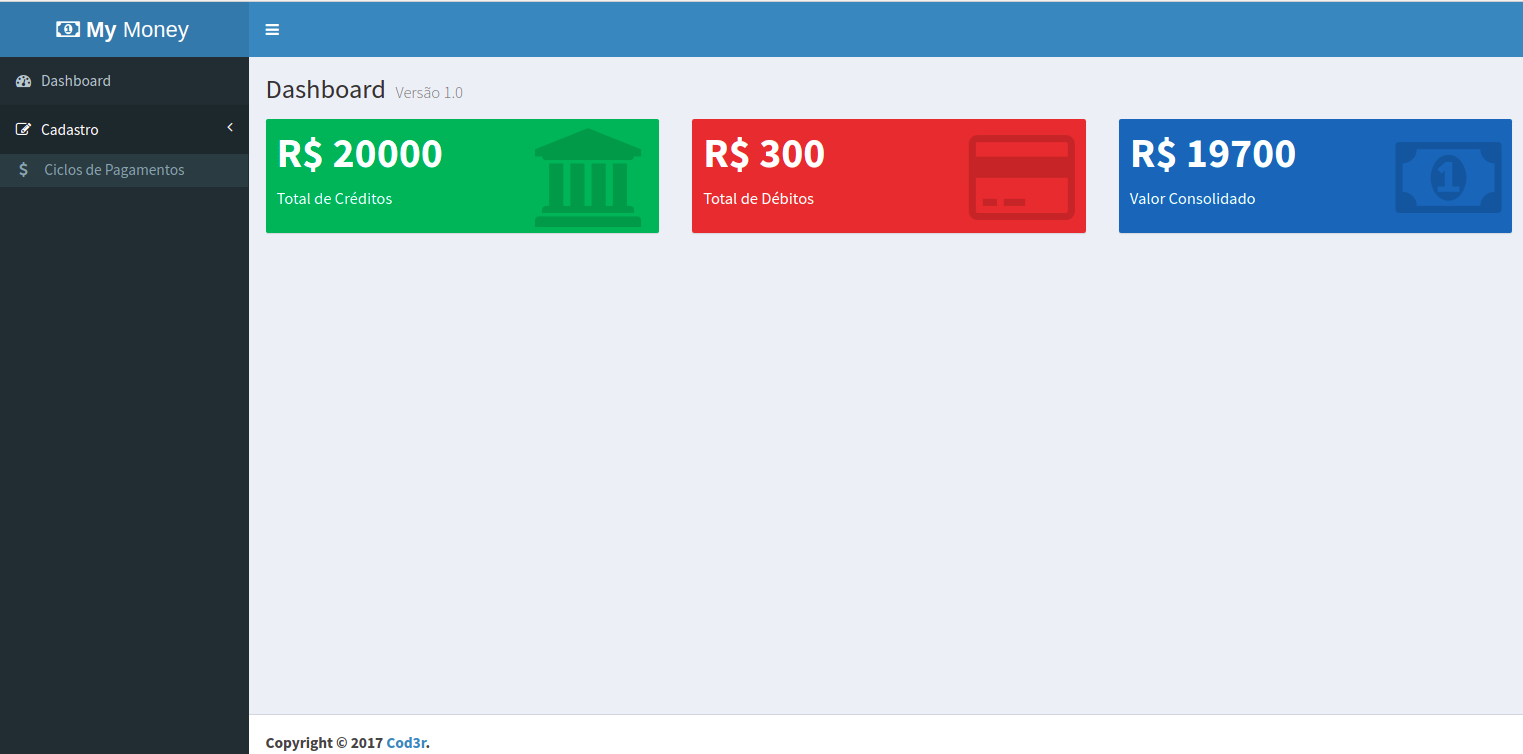 My Money
Dashboard
Cadastro
$ Ciclos de Pagamentos
Dashboard Versão 1.0
R$ 20000
Total de Créditos
R$ 300
Total de Débitos
R$ 19700
Valor Consolidado
1
Copyright © 2017 Cod3r.